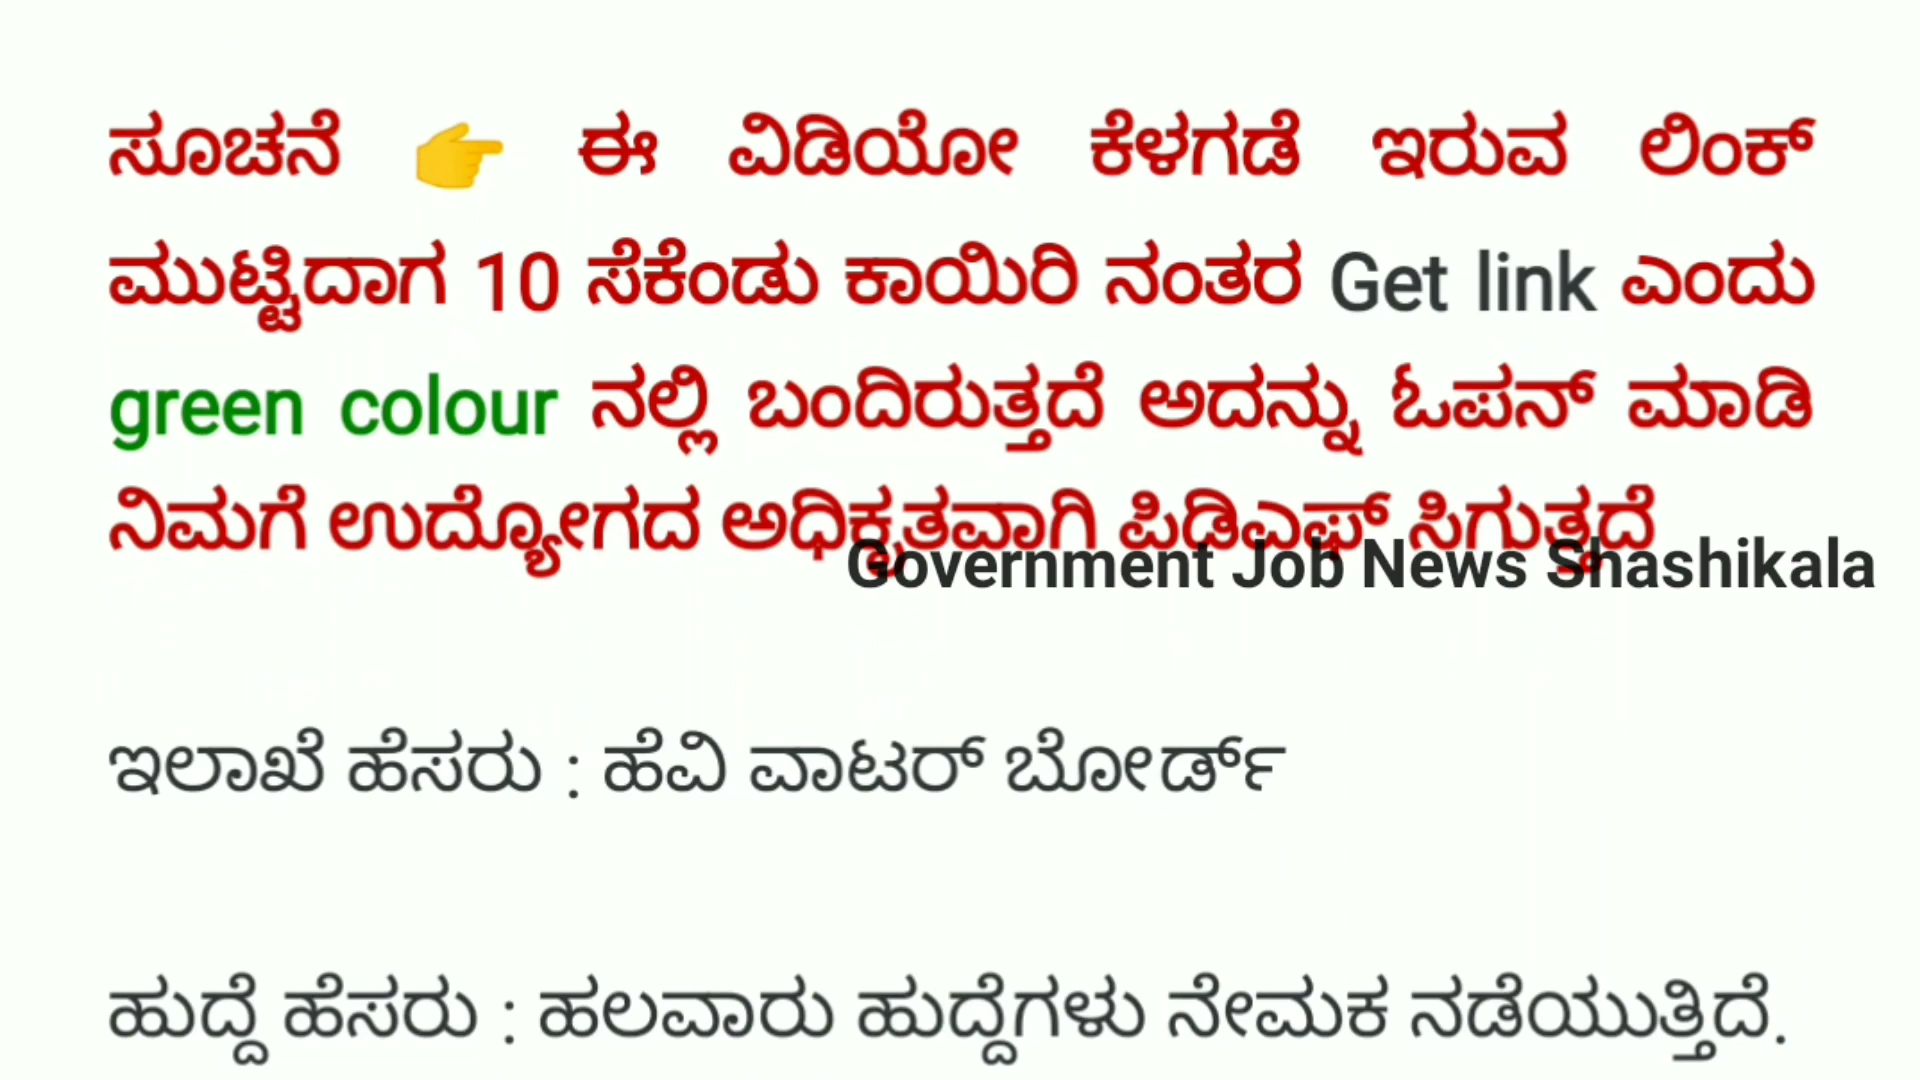 ಸೂಚನೆ 👉 ಈ ವಿಡಿಯೋ ಕೆಳಗಡೆ ಇರುವ ಲಿಂಕ್
ಮುಟ್ಟಿದಾಗ 10 ಸೆಕೆಂಡು ಕಾಯಿರಿ ನಂತರ Get link ಎಂದು
green colour ನಲ್ಲಿ ಬಂದಿರುತ್ತದೆ ಅದನ್ನು ಓಪನ್ ಮಾಡಿ
ನಿಮಗೆ ಉದ್ಯೋಗದ ಅಧಿಕೃತವಾಗಿ ಪಿಡಿಎಫ್ ಸಿಗುತ್ತದೆ
Government Job News Shashikala
ಇಲಾಖೆ ಹೆಸರು : ಹೆವಿ ವಾಟರ್ ಬೋರ್ಡ್
ಹುದ್ದೆ ಹೆಸರು : ಹಲವಾರು ಹುದ್ದೆಗಳು ನೇಮಕ ನಡೆಯುತ್ತಿದೆ.